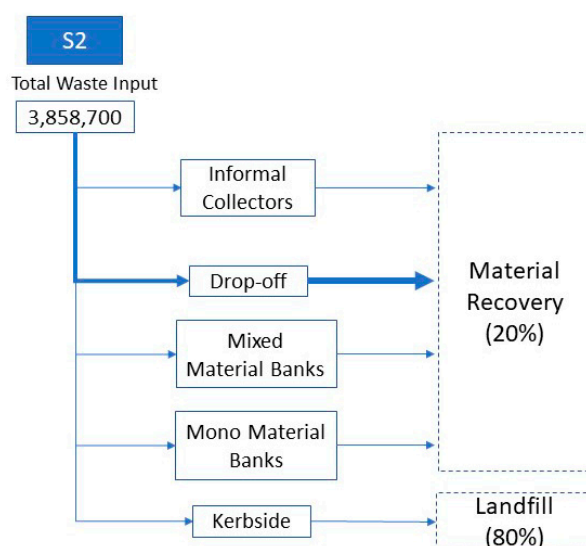 S2
Total Waste Input
3,858,700
Informal
Collectors
Drop-off
Mixed
Material Banks
Mono Material
Banks
Kerbside
Material
Recovery
(20%)
Landfill
(80%)